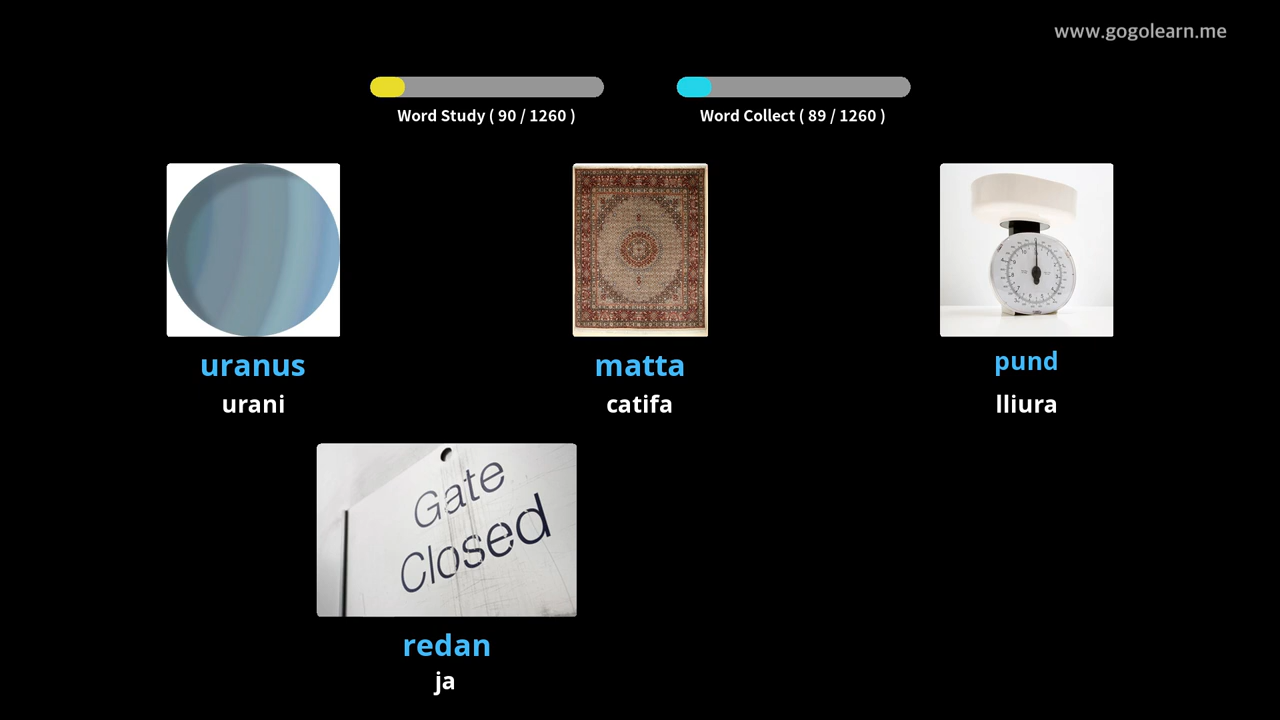 www.gogolearn.me
Word Study ( 90 / 1260 )
Word Collect ( 89 / 1260 )
uranus
urani
matta
catifa
pund
lliura
Gate
Closed
redan
ja